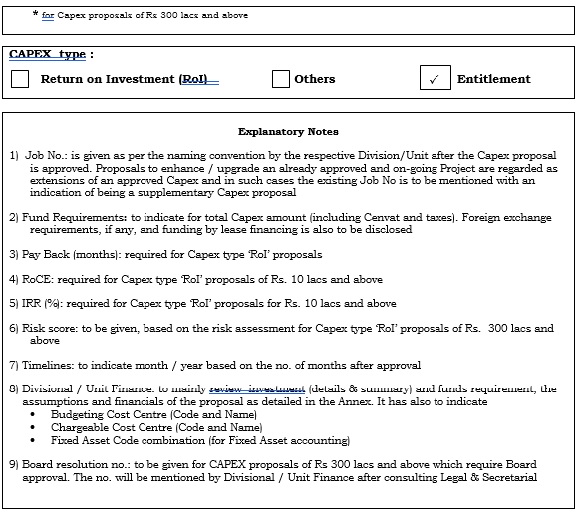 * for Capex proposals of Rs 300 lacs and above
CAPEX type :
Return on Investment (RoI)
Others
✓
Entitlement
Explanatory Notes
1) Job No.: is given as per the naming convention by the respective Division/Unit after the Capex proposal
is approved. Proposals to enhance / upgrade an already approved and on-going Project are regarded as
extensions of an approved Capex and in such cases the existing Job No is to be mentioned with an
indication of being a supplementary Capex proposal
2) Fund Requirements: to indicate for total Capex amount (including Cenvat and taxes). Foreign exchange
requirements, if any, and funding by lease financing is also to be disclosed
3) Pay Back (months): required for Capex type 'RoI' proposals
4) RoCE: required for Capex type 'RoI' proposals of Rs. 10 lacs and above
5) IRR (%): required for Capex type 'RoI' proposals for Rs. 10 lacs and above
6) Risk score: to be given, based on the risk assessment for Capex type 'RoI' proposals of Rs. 300 lacs and
above
7) Timelines: to indicate month / year based on the no. of months after approval
8) Divisional / Unit Finance: to mainly review investment (details & summary) and funds requirement, the
assumptions and financials of the proposal as detailed in the Annex. It has also to indicate
• Budgeting Cost Centre (Code and Name)
• Chargeable Cost Centre (Code and Name)
• Fixed Asset Code combination (for Fixed Asset accounting)
9) Board resolution no.: to be given for CAPEX proposals of Rs 300 lacs and above which require Board
approval. The no. will be mentioned by Divisional / Unit Finance after consulting Legal & Secretarial